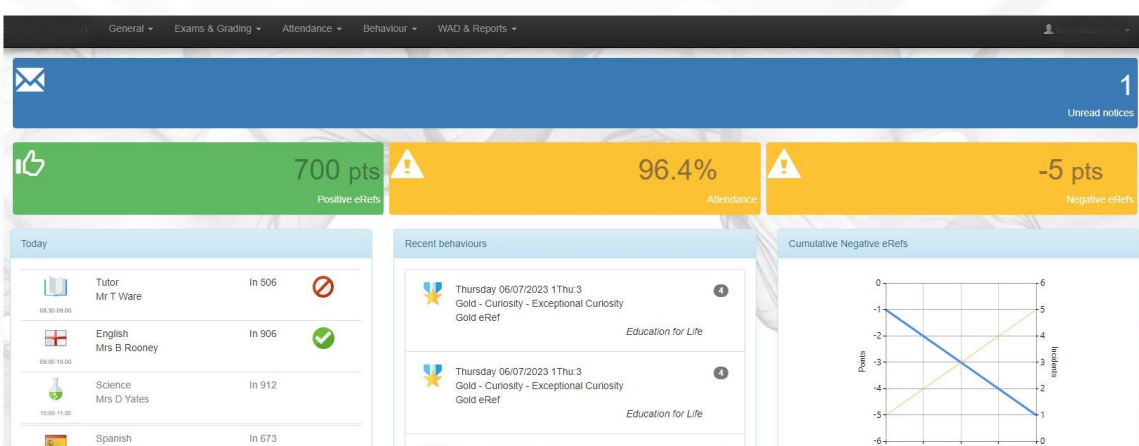 General Exams & Grading Attendance Behaviour WAD & Reports
1
Unread notices
700 pts
Positive eRefs
96.4%
Attendance
-5 pts
Negative eRefs
Today
Tutor In 506
Mr T Ware
08:30-09:00
English In 906
Mrs B Rooney
09:00-10:00
Science In 912
Mrs D Yates
10:00-11:00
Spanish In 673
Recent behaviours
Thursday 06/07/2023 1Thu:3 4
Gold - Curiosity - Exceptional Curiosity
Gold eRef
Education for Life
Thursday 06/07/2023 1Thu:3 4
Gold - Curiosity - Exceptional Curiosity
Gold eRef
Education for Life
Cumulative Negative eRefs
0 6
-1 5
-2 4
-3 3
-4 2
-5 1
-6 0
Points
Incidents